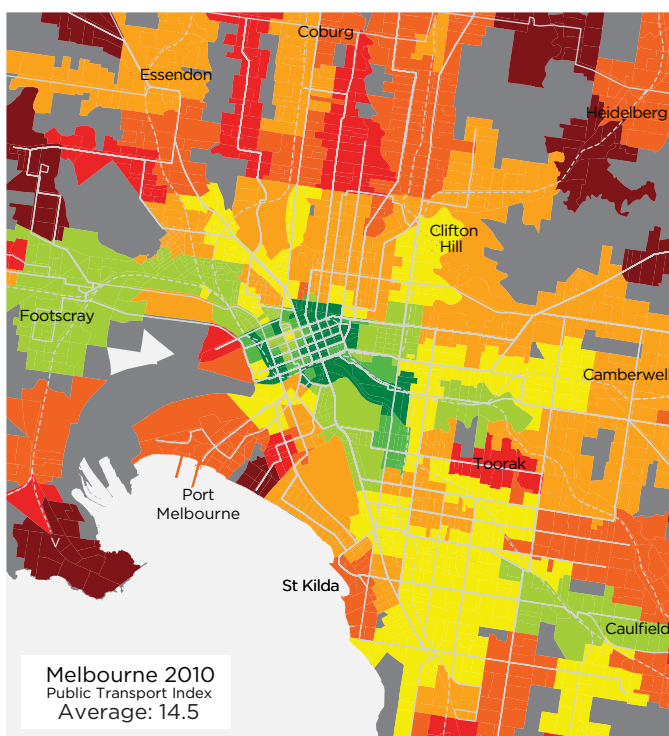 Coburg
Essendon
Heidelberg
Clifton
Hill
Footscray
Camberwel
Toorak
Port
Melbourne
St Kilda
Caulfield
Melbourne 2010
Public Transport Index
Average: 14.5